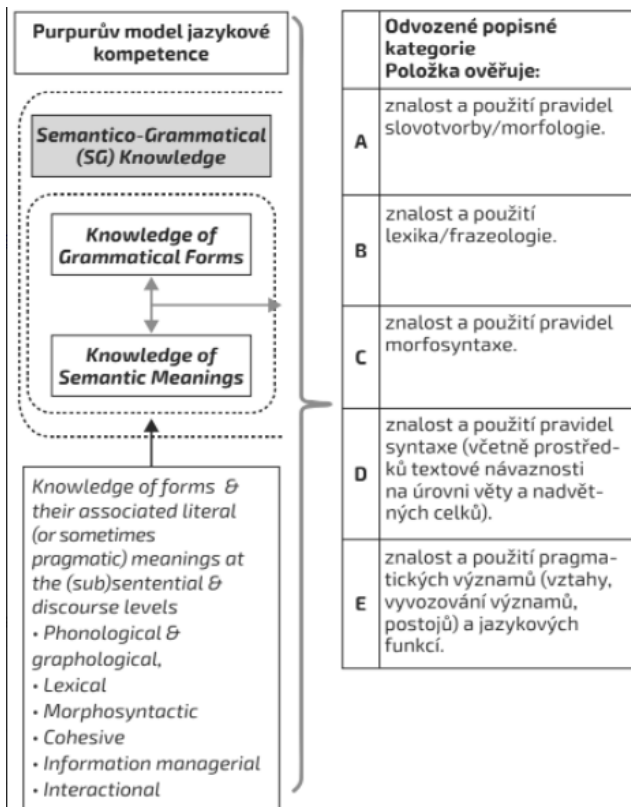 Purpurův model jazykové
kompetence
Semantico-Grammatical
(SG) Knowledge
Knowledge of
Grammatical Forms
Knowledge of
Semantic Meanings
Knowledge of forms &
their associated literal
(or sometimes
pragmatic) meanings at
the (sub)sentential &
discourse levels
• Phonological &
graphological,
• Lexical
• Morphosyntactic
• Cohesive
• Information managerial
• Interactional
Odvozené popisné
kategorie
Položka ověřuje:
A
znalost a použití pravidel
slovotvorby/morfologie.
B
znalost a použití
lexika/frazeologie.
C
znalost a použití pravidel
morfosyntaxe.
D
znalost a použití pravidel
syntaxe (včetně prostřed-
ků textové návaznosti
na úrovni věty a nadvět-
ných celků).
E
znalost a použití pragma-
tických významů (vztahy,
vyvozování významů,
postojů) a jazykových
funkcí.